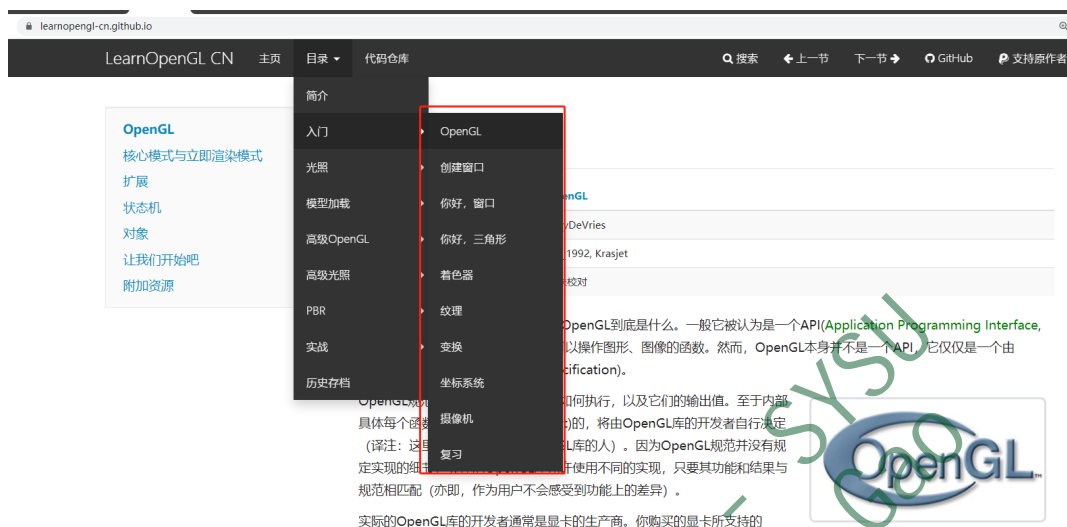 learnopengl-cn.github.io
LearnOpenGL CN 主页 目录 代码仓库 搜索 上一节 下一节 GitHub 支持原作者
简介
入门
光照
模型加载
高级OpenGL
高级光照
PBR
实战
历史存档
OpenGL
创建窗口
你好，窗口
你好，三角形
着色器
纹理
变换
坐标系统
摄像机
复习
OpenGL
核心模式与立即渲染模式
扩展
状态机
对象
让我们开始吧
附加资源
enGL
yDeVries
1992, Krasjet
校对
OpenGL到底是什么。一般它被认为是一个API(Application Programming Interface,
以操作图形、图像的函数。然而，OpenGL本身并不是一个API，它仅仅是一个由
cification)。
OpenGL规 如何执行，以及它们的输出值。至于内部
具体每个函 的，将由OpenGL库的开发者自行决定
（译注：这里 L库的人）。因为OpenGL规范并没有规
定实现的细 使用不同的实现，只要其功能和结果与
规范相匹配（亦即，作为用户不会感受到功能上的差异）。
实际的OpenGL库的开发者通常是显卡的生产商。你购买的显卡所支持的
OpenGL
SYSU
Gao